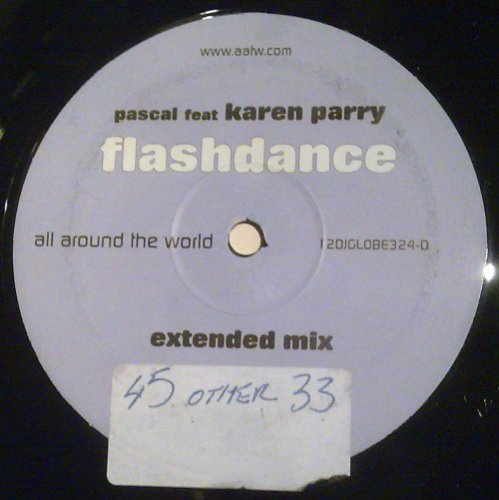 www.aatw.com
pascal feat karen parry
flashdance
all around the world 12DJGLOBE324-D
extended mix
45 OTHER 33